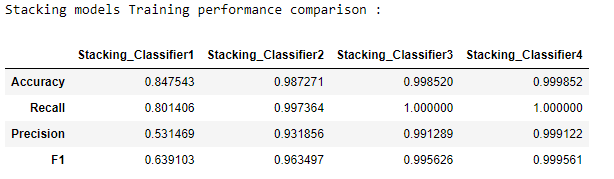 Stacking models Training performance comparison :
Stacking_Classifier1 Stacking_Classifier2 Stacking_Classifier3 Stacking_Classifier4
Accuracy 0.847543 0.987271 0.998520 0.999852
Recall 0.801406 0.997364 1.000000 1.000000
Precision 0.531469 0.931856 0.991289 0.999122
F1 0.639103 0.963497 0.995626 0.999561